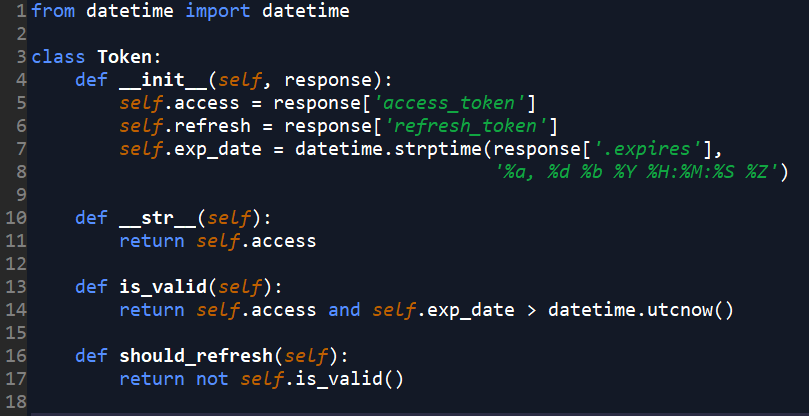 1 from datetime import datetime
2
3 class Token:
4     def __init__(self, response):
5         self.access = response['access_token']
6         self.refresh = response['refresh_token']
7         self.exp_date = datetime.strptime(response['.expires'],
8                                           '%a, %d %b %Y %H:%M:%S %Z')
9
10     def __str__(self):
11         return self.access
12
13     def is_valid(self):
14         return self.access and self.exp_date > datetime.utcnow()
15
16     def should_refresh(self):
17         return not self.is_valid()
18